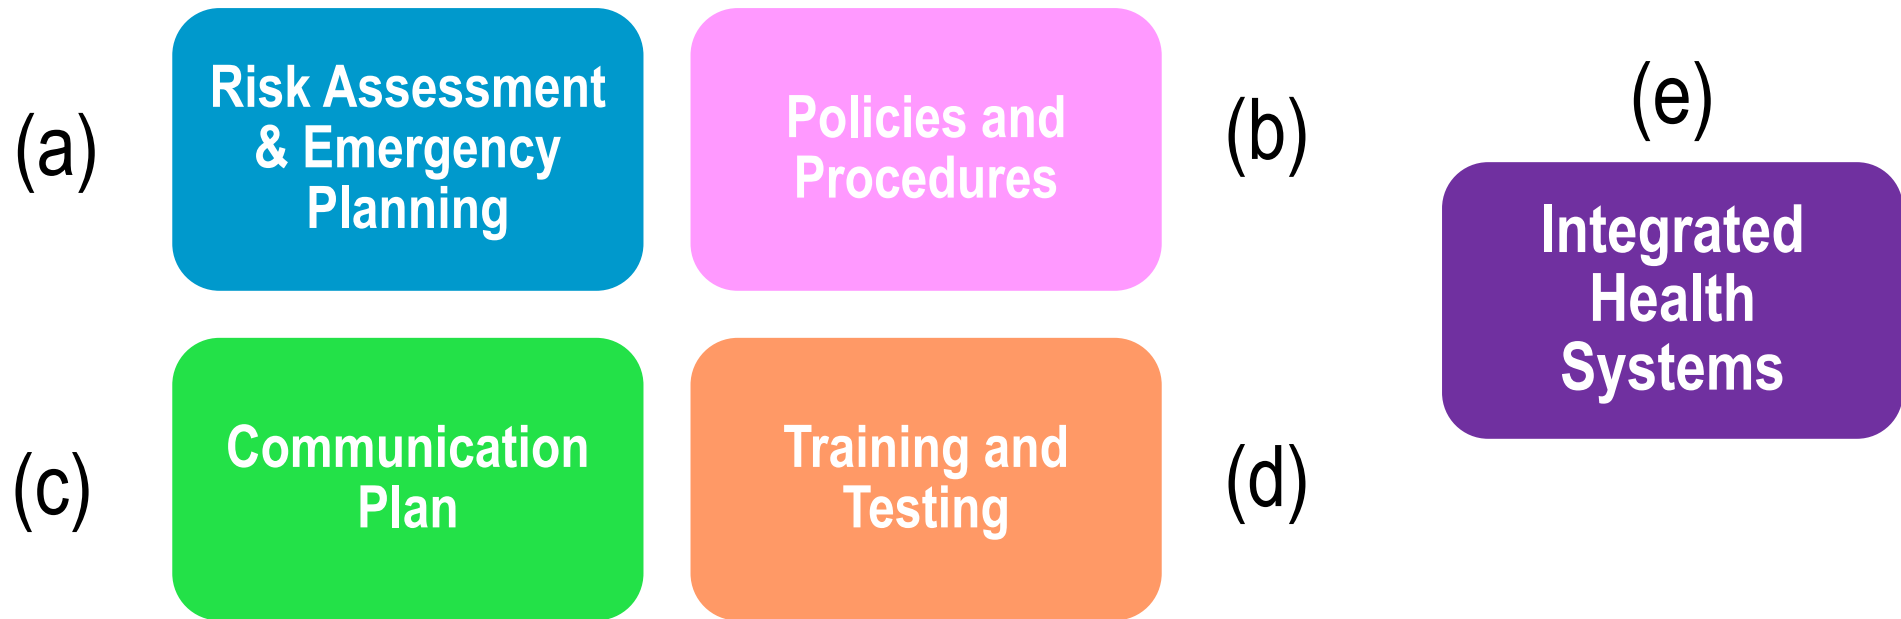 (a)
Risk Assessment
& Emergency
Planning
Policies and
Procedures
(b)
(c)
Communication
Plan
Training and
Testing
(d)
(e)
Integrated
Health
Systems